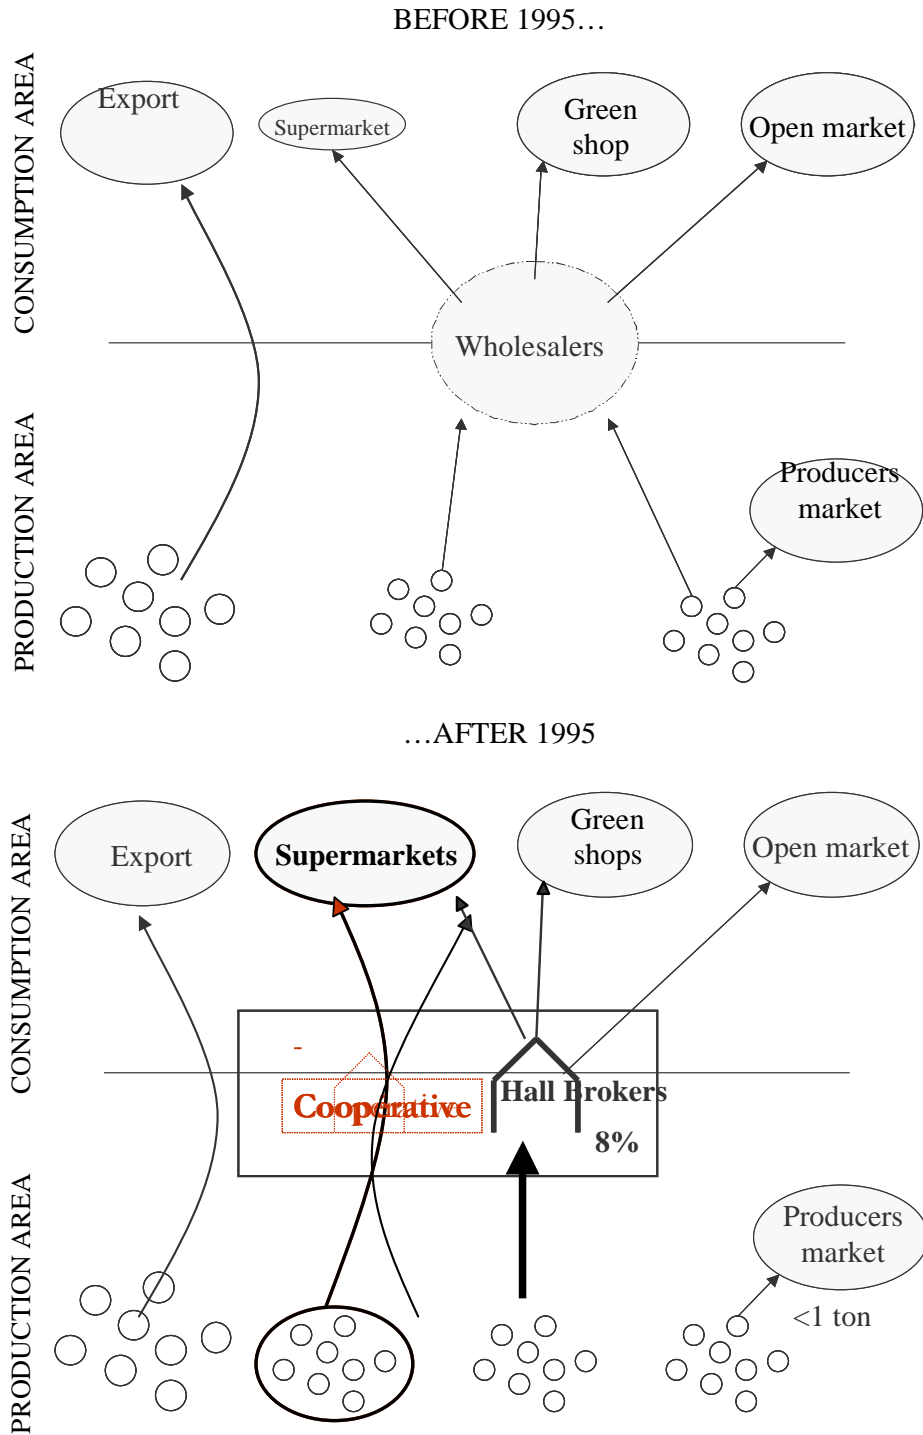 BEFORE 1995…
CONSUMPTION AREA
Export
Supermarket
Green
shop
Open market
Wholesalers
PRODUCTION AREA
Producers
market
…AFTER 1995
CONSUMPTION AREA
Export
Supermarkets
Green
shops
Open market
-
Cooperative
Hall Brokers
8%
PRODUCTION AREA
Producers
market
<1 ton